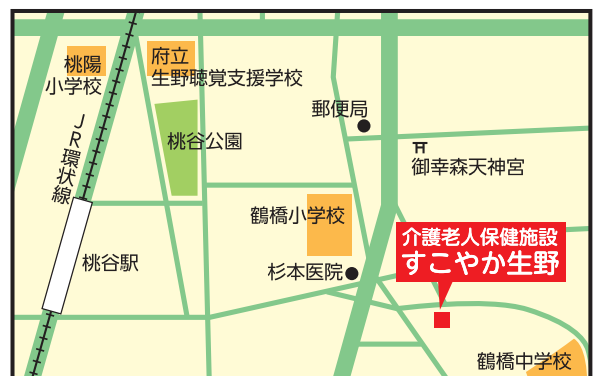 桃陽
小学校
府立
生野聴覚支援学校
JR環状線
桃谷公園
郵便局
御幸森天神宮
鶴橋小学校
介護老人保健施設
すこやか生野
桃谷駅
杉本医院
鶴橋中学校